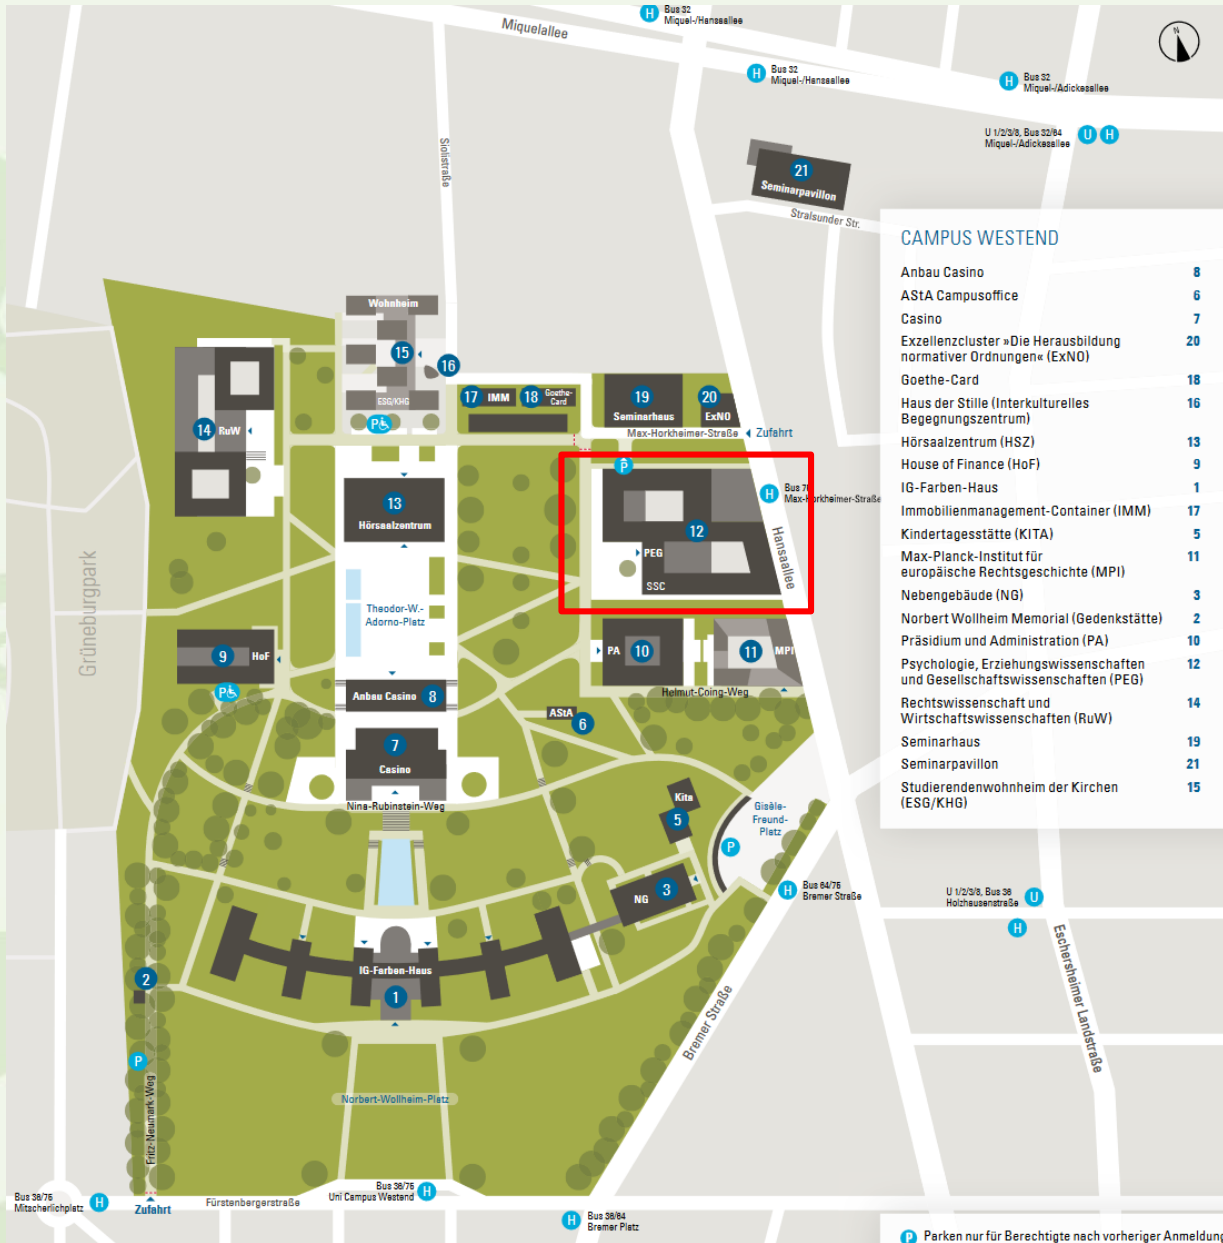 Bus 32
Miquel-/Hansaallee
Miquelallee
N
H
Bus 32
Miquel-/Hansaallee
H
Bus 32
Miquel-/Adickesallee
H
U 1/2/3/8, Bus 32/64
Miquel-/Adickesallee
U H
Siolistraße
21
Seminarpavillon
Stralsunder Str.
CAMPUS WESTEND
Anbau Casino 8
AStA Campusoffice 6
Casino 7
Exzellenzcluster »Die Herausbildung
normativer Ordnungen« (ExNO) 20
Goethe-Card 18
Haus der Stille (Interkulturelles
Begegnungszentrum) 16
Hörsaalzentrum (HSZ) 13
House of Finance (HoF) 9
IG-Farben-Haus 1
Immobilienmanagement-Container (IMM) 17
Kindertagesstätte (KITA) 5
Max-Planck-Institut für
europäische Rechtsgeschichte (MPI) 11
Nebengebäude (NG) 3
Norbert Wollheim Memorial (Gedenkstätte) 2
Präsidium und Administration (PA) 10
Psychologie, Erziehungswissenschaften
und Gesellschaftswissenschaften (PEG) 12
Rechtswissenschaft und
Wirtschaftswissenschaften (RuW) 14
Seminarhaus 19
Seminarpavillon 21
Studierendenwohnheim der Kirchen
(ESG/KHG) 15
Wohnheim
15
16
ESG/KHG
P
17 IMM
18 Goethe-
Card
19
Seminarhaus
20
ExNO
14 RuW
Max-Horkheimer-Straße
Zufahrt
P
13
Hörsaalzentrum
H
Bus 75
Max-Horkheimer-Straße
12
PEG
SSC
Hansaallee
Grüneburgpark
Theodor-W.-
Adorno-Platz
9 HoF
P
PA 10
11 MPI
Helmut-Coing-Weg
Anbau Casino 8
AStA
6
7
Casino
Nina-Rubinstein-Weg
Kita
5
Gisèle-
Freund-
Platz
P
3
NG
H
Bus 64/75
Bremer Straße
U 1/2/3/8, Bus 36
Holzhausenstraße
U
H
Eschersheimer Landstraße
IG-Farben-Haus
1
2
P
Bremer Straße
Norbert-Wollheim-Platz
Fritz-Neumark-Weg
Bus 36/75
Mitscherlichplatz
H
Zufahrt
Fürstenbergerstraße
Bus 36/75
Uni Campus Westend
H
H
Bus 36/64
Bremer Platz
P Parken nur für Berechtigte nach vorheriger Anmeldung